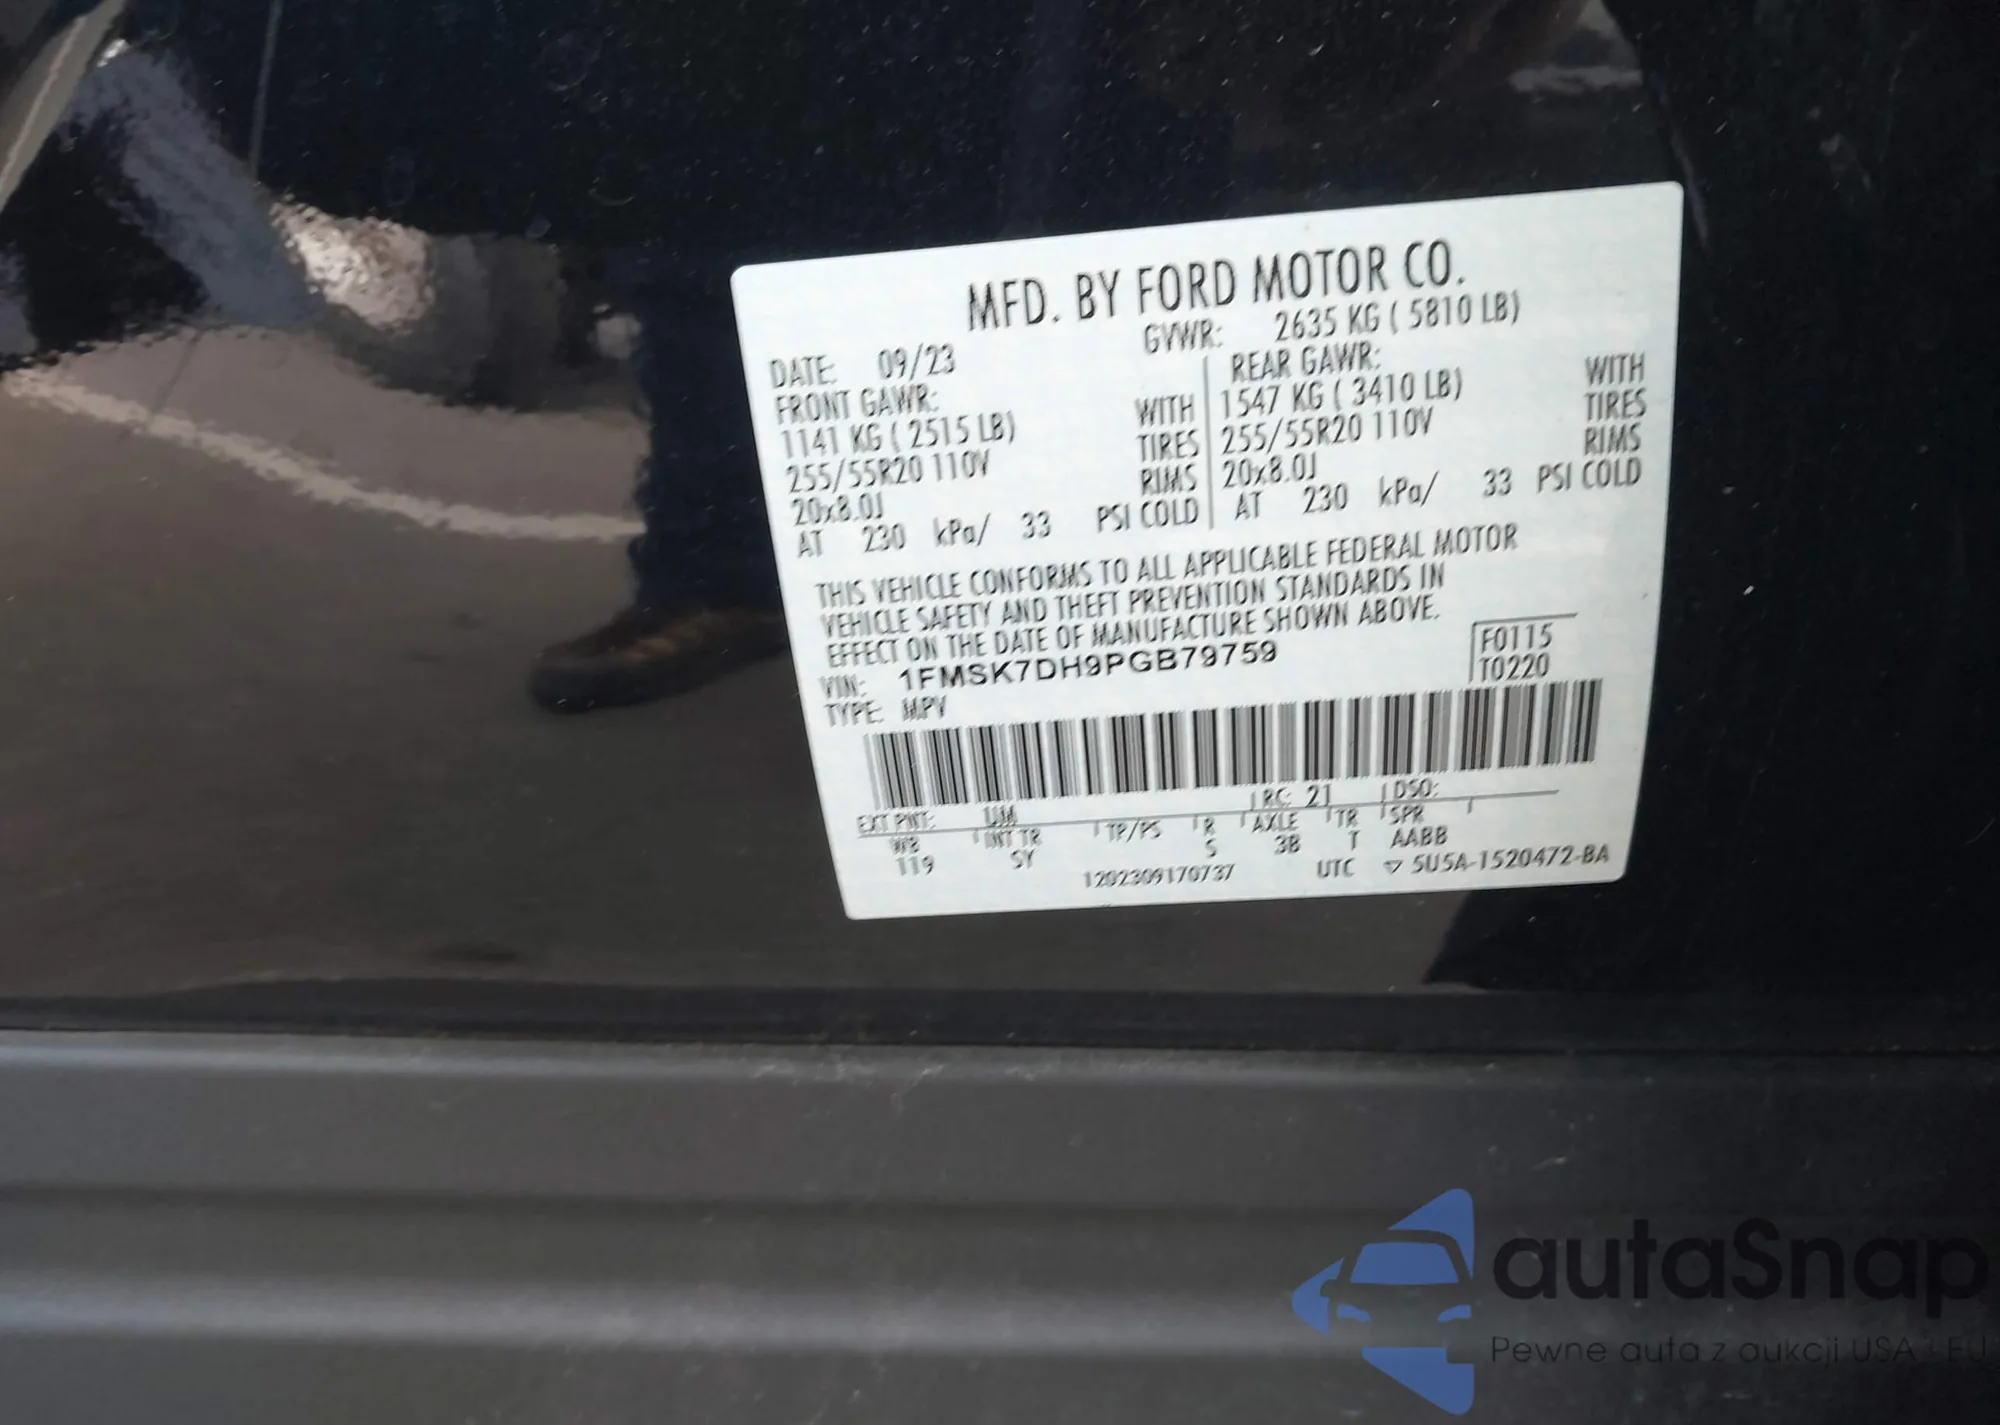 MFD. BY FORD MOTOR CO.
DATE: 09/23 GVWR: 2635 KG ( 5810 LB)
FRONT GAWR: REAR GAWR:
1141 KG ( 2515 LB) WITH 1547 KG ( 3410 LB) WITH
255/55R20 110V TIRES 255/55R20 110V TIRES
20x8.0J RIMS 20x8.0J RIMS
AT 230 kPa/ 33 PSI COLD AT 230 kPa/ 33 PSI COLD
THIS VEHICLE CONFORMS TO ALL APPLICABLE FEDERAL MOTOR
VEHICLE SAFETY AND THEFT PREVENTION STANDARDS IN
EFFECT ON THE DATE OF MANUFACTURE SHOWN ABOVE.
VIN: 1FMSK7DH9PGB79759 F0115
TYPE: MPV T0220
EXT PNT: UM RC: 21 DSO:
WB INT TR TP/PS R AXLE TR SPR
119 SY S 3B T AABB
1202309170737 UTC ▽ 5U5A-1520472-BA
autaSnap
Pewne auta z aukcji USA i EU